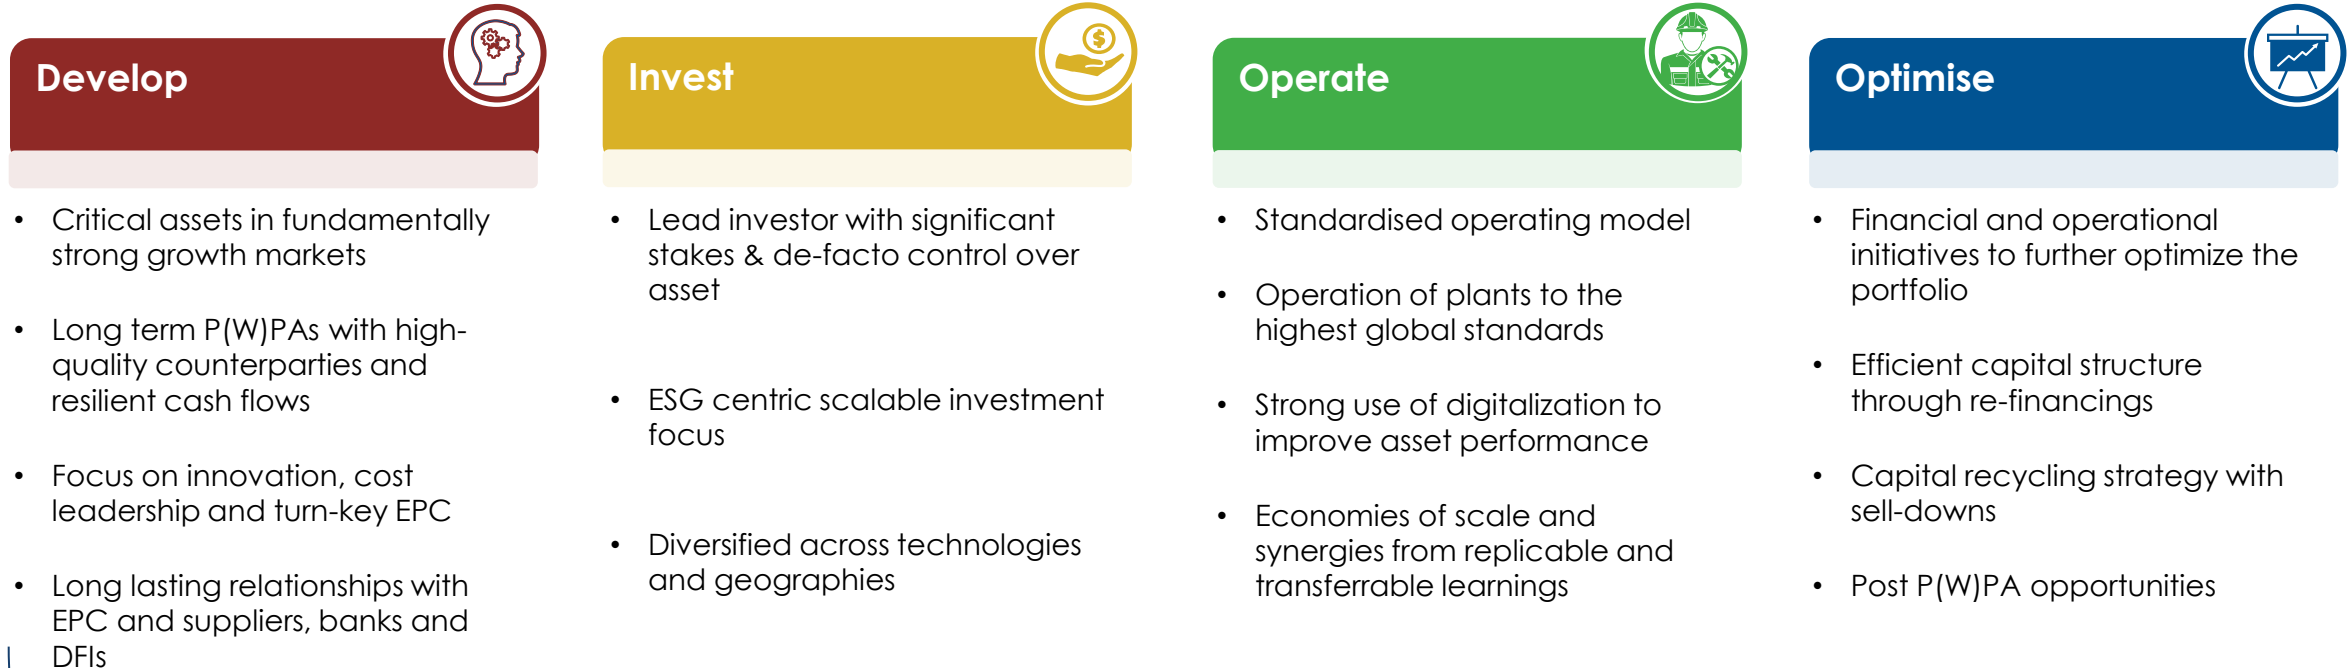 Develop
• Critical assets in fundamentally
strong growth markets
• Long term P(W)PAs with high-
quality counterparties and
resilient cash flows
• Focus on innovation, cost
leadership and turn-key EPC
• Long lasting relationships with
EPC and suppliers, banks and
DFIs
Invest
$
• Lead investor with significant
stakes & de-facto control over
asset
• ESG centric scalable investment
focus
• Diversified across technologies
and geographies
Operate
• Standardised operating model
• Operation of plants to the
highest global standards
• Strong use of digitalization to
improve asset performance
• Economies of scale and
synergies from replicable and
transferrable learnings
Optimise
• Financial and operational
initiatives to further optimize the
portfolio
• Efficient capital structure
through re-financings
• Capital recycling strategy with
sell-downs
• Post P(W)PA opportunities